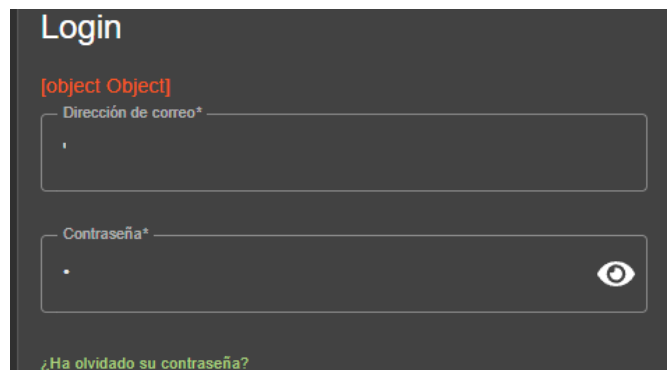 Login
[object Object]
Dirección de correo*
'
Contraseña*
•
¿Ha olvidado su contraseña?